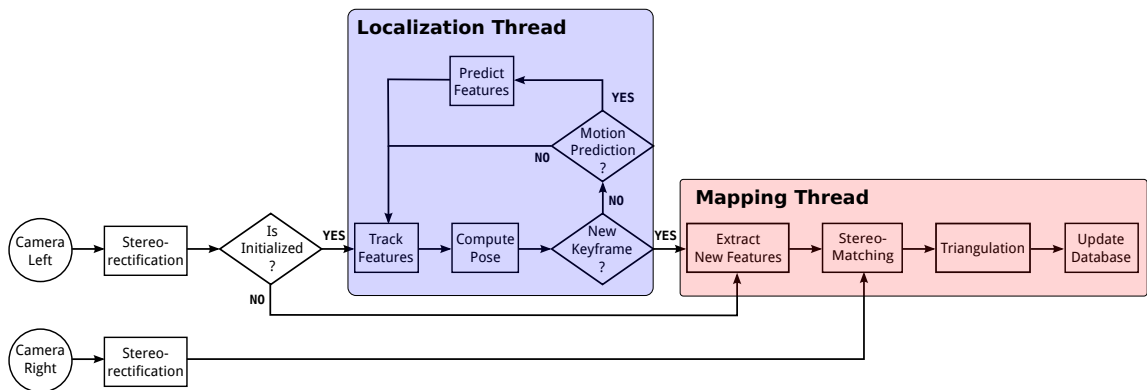 Localization Thread
Predict
Features
YES
Motion
Prediction
?
NO
NO
Mapping Thread
Camera
Left
Stereo-
rectification
Is
Initialized
?
YES
NO
Track
Features
Compute
Pose
New
Keyframe
?
YES
Extract
New Features
Stereo-
Matching
Triangulation
Update
Database
Camera
Right
Stereo-
rectification